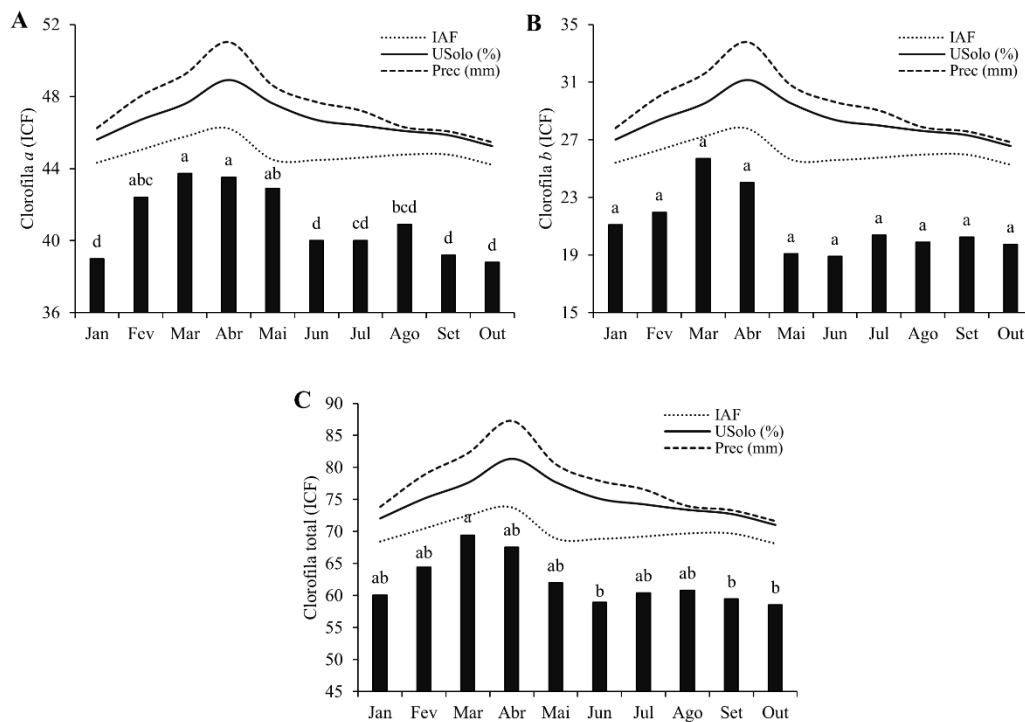 A
Clorofila a (ICF)
52
48
44
40
36
IAF
USolo (%)
Prec (mm)
d
abc
a
a
ab
d
cd
bcd
d
d
Jan Fev Mar Abr Mai Jun Jul Ago Set Out
B
Clorofila b (ICF)
35
31
27
23
19
15
IAF
USolo (%)
Prec (mm)
a
a
a
a
a
a
a
a
a
a
Jan Fev Mar Abr Mai Jun Jul Ago Set Out
C
Clorofila total (ICF)
90
85
80
75
70
65
60
55
50
45
IAF
USolo (%)
Prec (mm)
ab
ab
a
ab
ab
b
ab
ab
b
b
Jan Fev Mar Abr Mai Jun Jul Ago Set Out